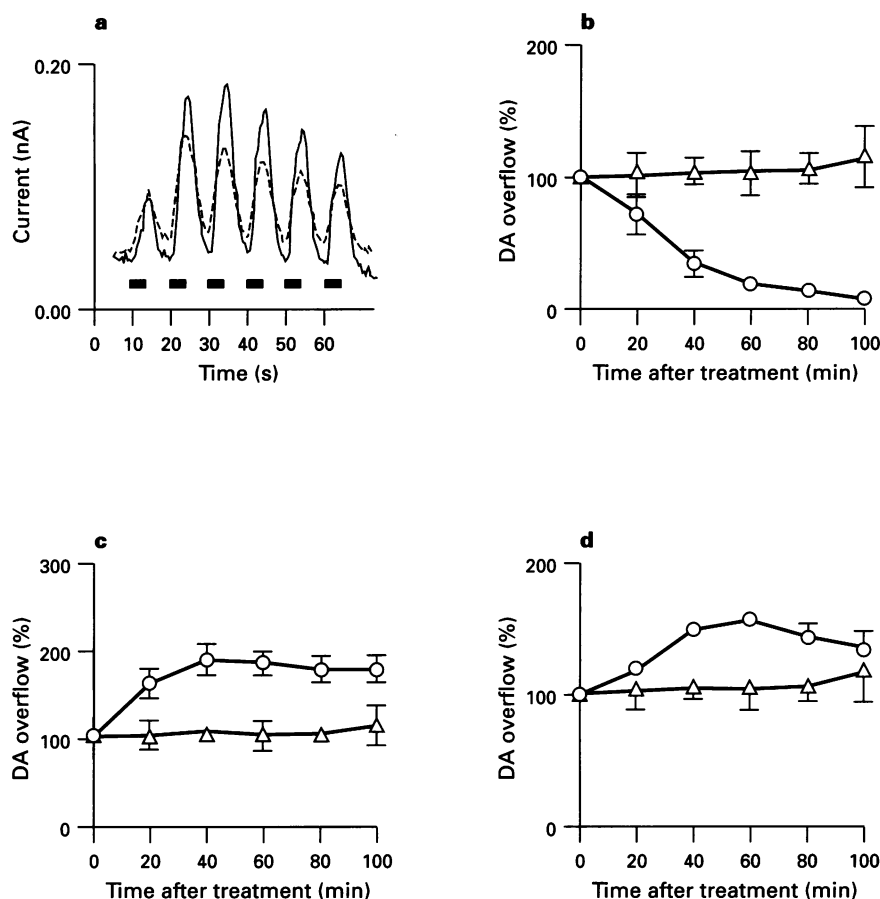 a
0.20
Current (nA)
0.00
0 10 20 30 40 50 60
Time (s)
b
200
DA overflow (%)
100
0
0 20 40 60 80 100
Time after treatment (min)
c
300
200
DA overflow (%)
100
0
0 20 40 60 80 100
Time after treatment (min)
d
200
DA overflow (%)
100
0
0 20 40 60 80 100
Time after treatment (min)